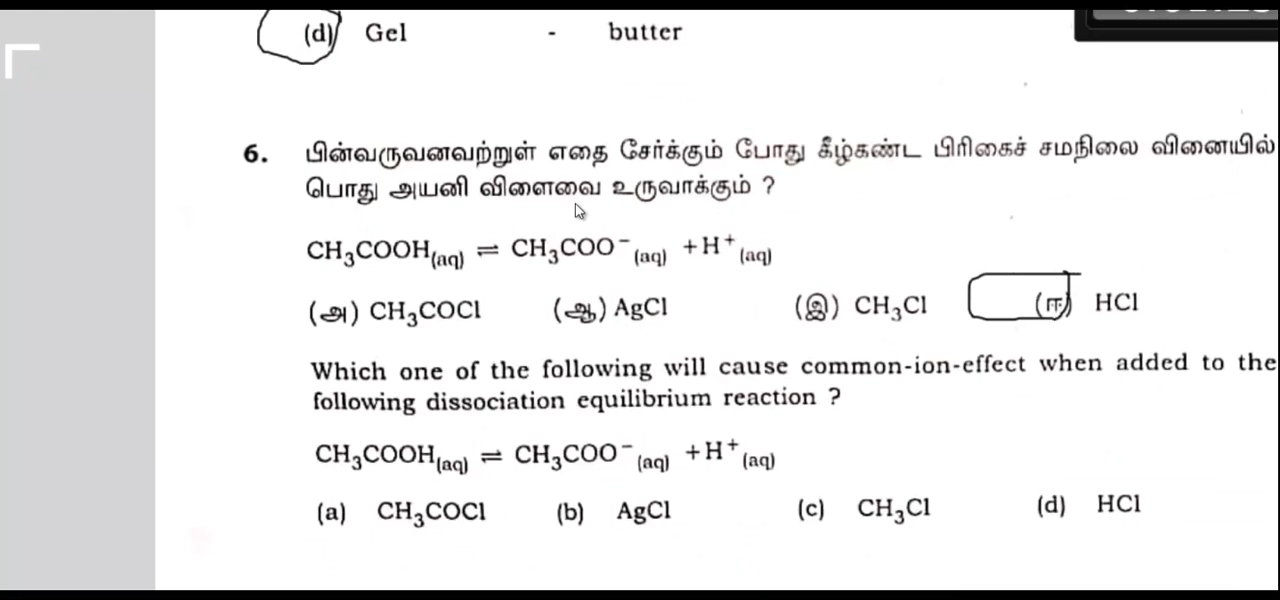 (d) Gel - butter
6. பின்வருவனவற்றுள் எதை சேர்க்கும் போது கீழ்கண்ட பிரிகைச் சமநிலை வினையில்
பொது அயனி விளைவை உருவாக்கும் ?
CH₃COOH(aq) ⇌ CH₃COO⁻(aq) + H⁺(aq)
(அ) CH₃COCl (ஆ) AgCl (இ) CH₃Cl (ஈ) HCl
Which one of the following will cause common-ion-effect when added to the
following dissociation equilibrium reaction ?
CH₃COOH(aq) ⇌ CH₃COO⁻(aq) + H⁺(aq)
(a) CH₃COCl (b) AgCl (c) CH₃Cl (d) HCl